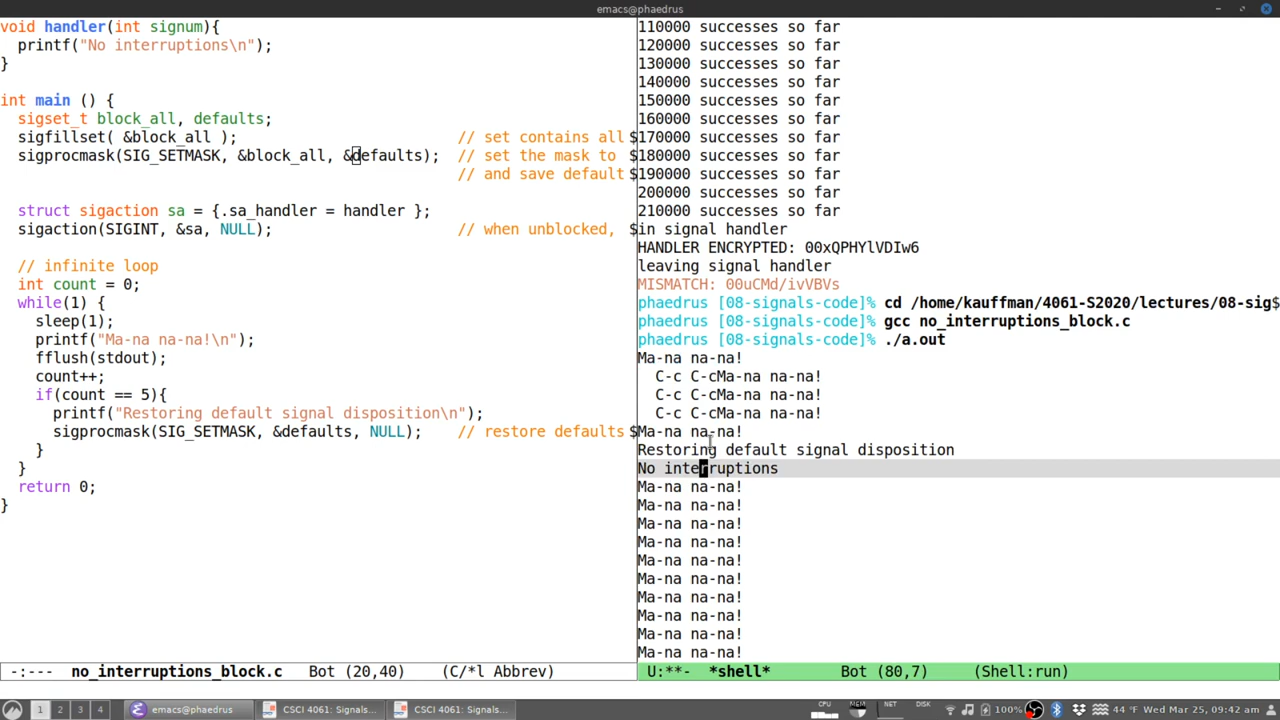 emacs@phaedrus
void handler(int signum){
  printf("No interruptions\n");
}
int main () {
  sigset_t block_all, defaults;
  sigfillset( &block_all );                         // set contains all $
  sigprocmask(SIG_SETMASK, &block_all, &defaults);  // set the mask to  $
                                                    // and save default $
  struct sigaction sa = {.sa_handler = handler };
  sigaction(SIGINT, &sa, NULL);                     // when unblocked,  $
  // infinite loop
  int count = 0;
  while(1) {
    sleep(1);
    printf("Ma-na na-na!\n");
    fflush(stdout);
    count++;
    if(count == 5){
      printf("Restoring default signal disposition\n");
      sigprocmask(SIG_SETMASK, &defaults, NULL);    // restore defaults $
    }
  }
  return 0;
}
-:---  no_interruptions_block.c   Bot (20,40)    (C/*l Abbrev)
110000 successes so far
120000 successes so far
130000 successes so far
140000 successes so far
150000 successes so far
160000 successes so far
170000 successes so far
180000 successes so far
190000 successes so far
200000 successes so far
210000 successes so far
in signal handler
HANDLER ENCRYPTED: 00xQPHYlVDIw6
leaving signal handler
MISMATCH: 00uCMd/ivVBVs
phaedrus [08-signals-code]% cd /home/kauffman/4061-S2020/lectures/08-sig$
phaedrus [08-signals-code]% gcc no_interruptions_block.c
phaedrus [08-signals-code]% ./a.out
Ma-na na-na!
  C-c C-cMa-na na-na!
  C-c C-cMa-na na-na!
  C-c C-cMa-na na-na!
Ma-na na-na!
Restoring default signal disposition
No interruptions
Ma-na na-na!
Ma-na na-na!
Ma-na na-na!
Ma-na na-na!
Ma-na na-na!
Ma-na na-na!
Ma-na na-na!
Ma-na na-na!
Ma-na na-na!
Ma-na na-na!
U:**-  *shell*        Bot (80,7)     (Shell:run)
1 2 3 4 emacs@phaedrus CSCI 4061: Signals... CSCI 4061: Signals... CPU MEM NET DISK 100% 44 °F Wed Mar 25, 09:42 am